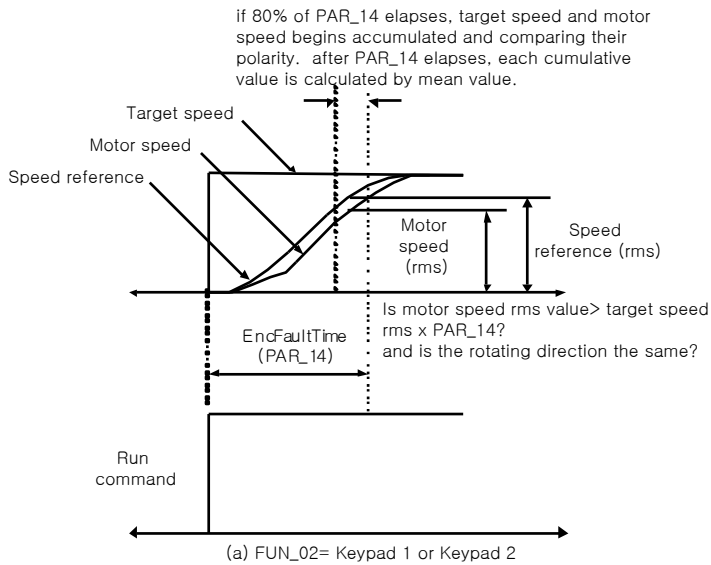 if 80% of PAR_14 elapses, target speed and motor
speed begins accumulated and comparing their
polarity. after PAR_14 elapses, each cumulative
value is calculated by mean value.
Target speed
Motor speed
Speed reference
Motor
speed
(rms)
Speed
reference (rms)
Is motor speed rms value> target speed
rms x PAR_14?
and is the rotating direction the same?
EncFaultTime
(PAR_14)
Run
command
(a) FUN_02= Keypad 1 or Keypad 2